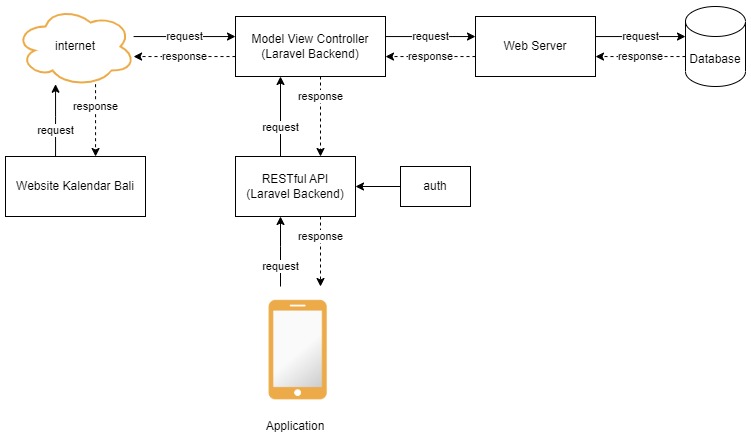 internet
request
response
Model View Controller
(Laravel Backend)
request
response
Web Server
request
response
Database
request
response
request
response
Website Kalendar Bali
RESTful API
(Laravel Backend)
auth
request
response
Application